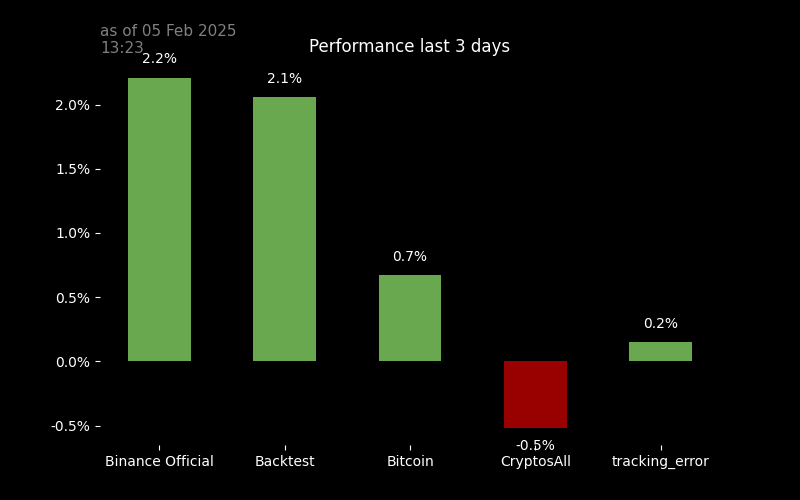 as of 05 Feb 2025
13:23
Performance last 3 days
2.2%
2.1%
0.7%
-0.5%
0.2%
2.0%
1.5%
1.0%
0.5%
0.0%
-0.5%
Binance Official
Backtest
Bitcoin
CryptosAll
tracking_error